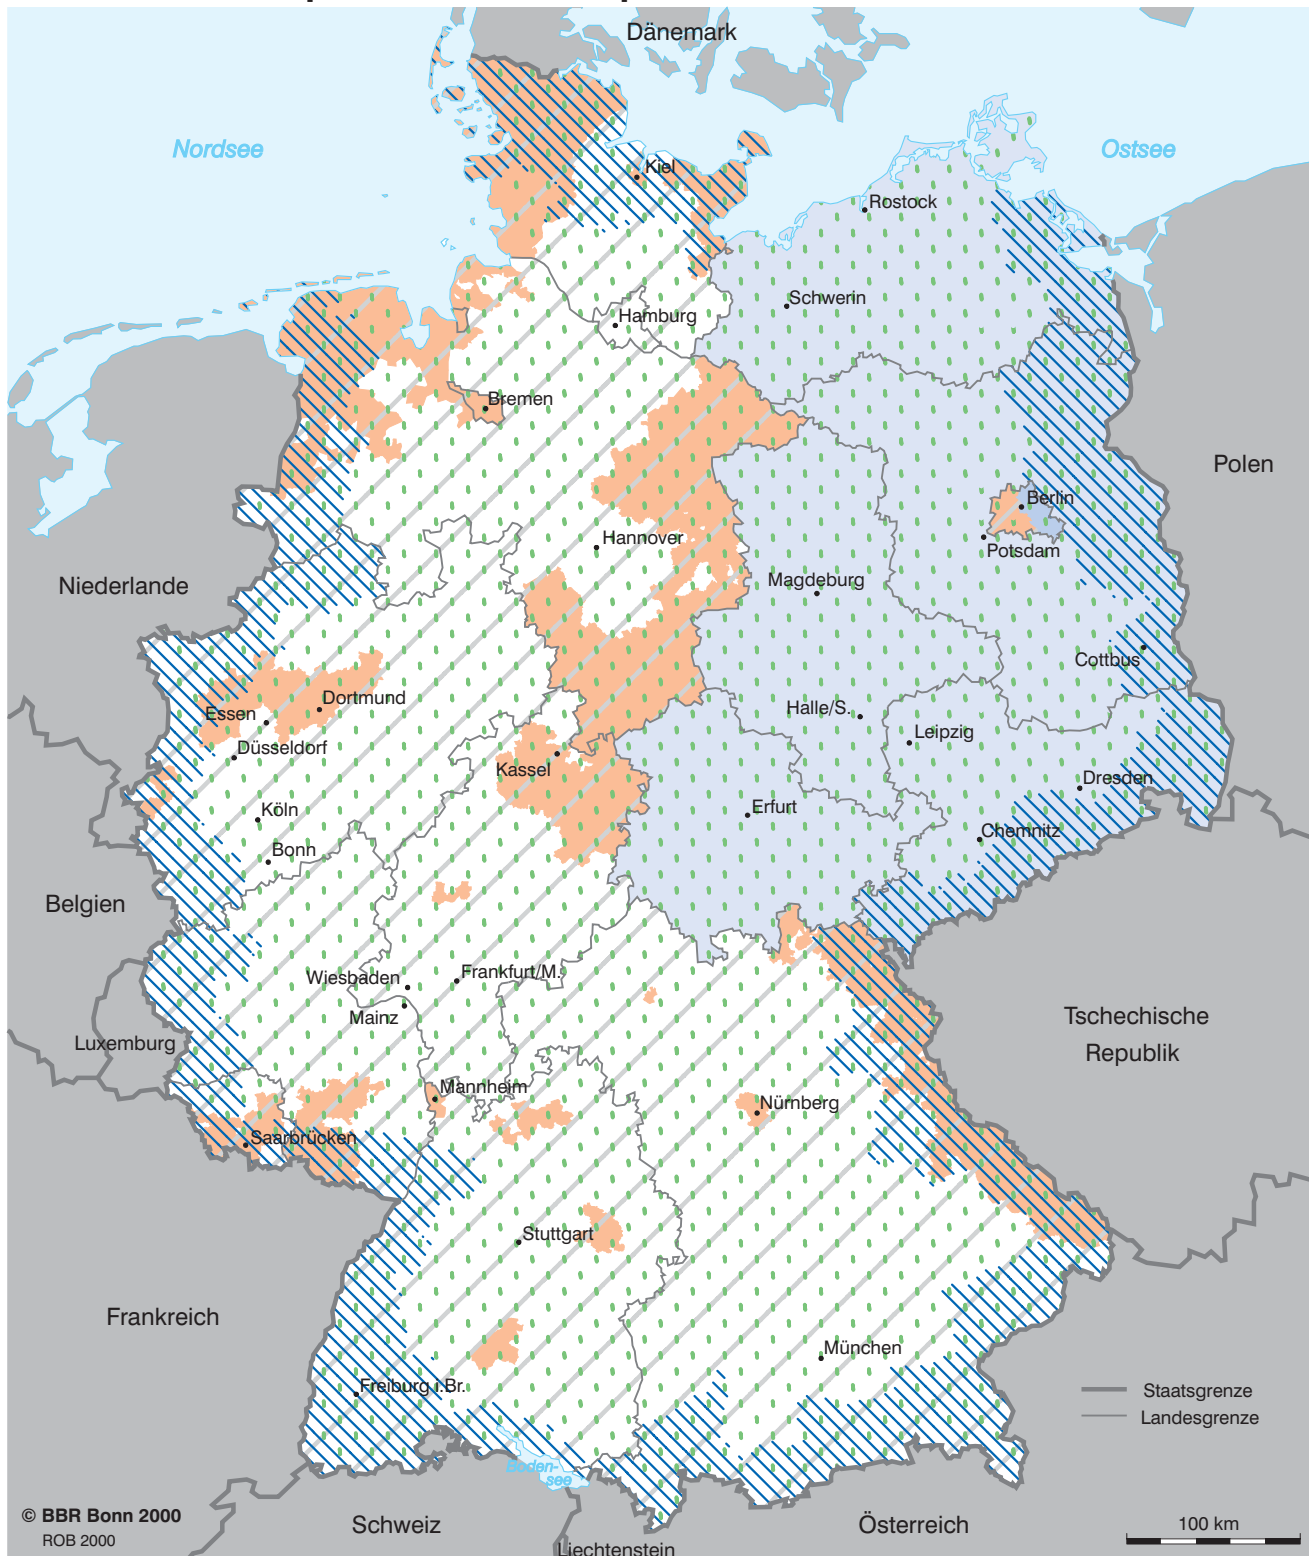 Dänemark
Nordsee
Ostsee
Kiel
Rostock
Schwerin
Hamburg
Bremen
Polen
Berlin
Hannover
Potsdam
Niederlande
Magdeburg
Cottbus
Dortmund
Essen
Halle/S.
Leipzig
Düsseldorf
Kassel
Dresden
Köln
Erfurt
Chemnitz
Bonn
Belgien
Wiesbaden
Frankfurt/M.
Mainz
Tschechische
Republik
Luxemburg
Mannheim
Nürnberg
Saarbrücken
Stuttgart
Frankreich
München
Freiburg i.Br.
Staatsgrenze
Landesgrenze
Boden-
see
© BBR Bonn 2000
ROB 2000
Schweiz
Österreich
100 km
Liechtenstein